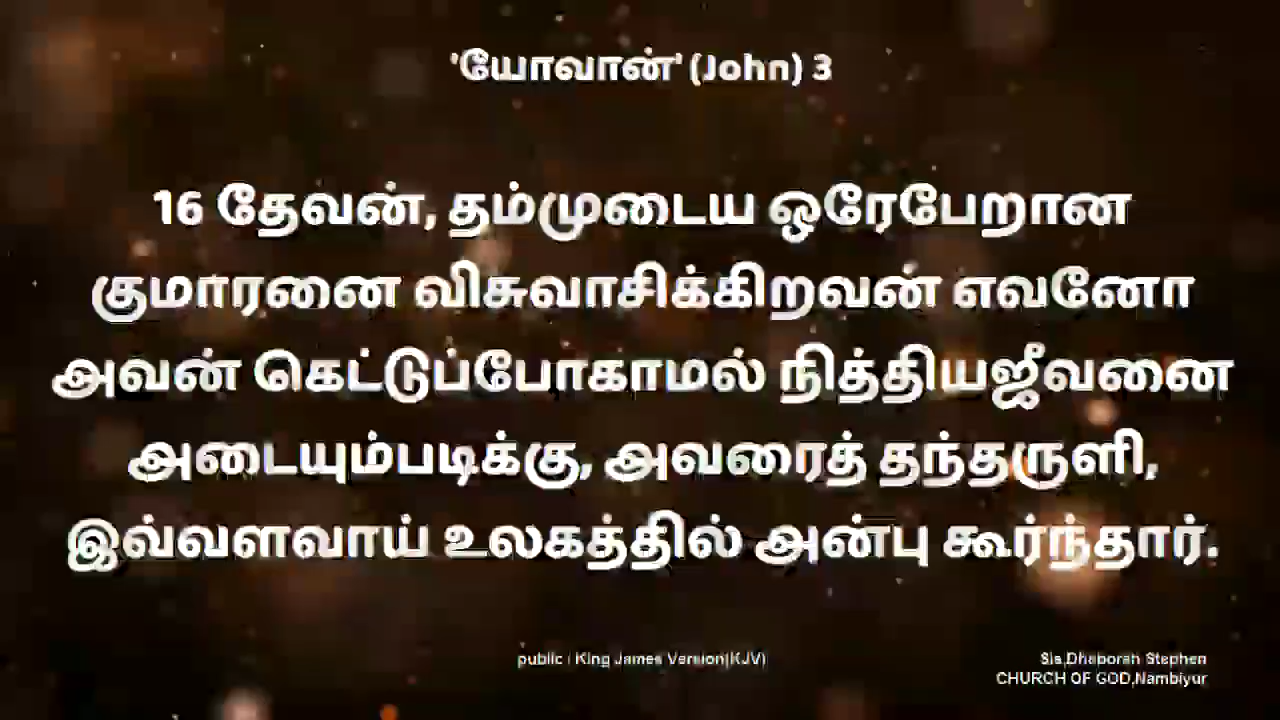 'யோவான்' (John) 3
16 தேவன், தம்முடைய ஒரேபேறான
குமாரனை விசுவாசிக்கிறவன் எவனோ
அவன் கெட்டுப்போகாமல் நித்தியஜீவனை
அடையும்படிக்கு, அவரைத் தந்தருளி,
இவ்வளவாய் உலகத்தில் அன்பு கூர்ந்தார்.
public : King James Version(KJV)
Sis,Dhaborah Stephen
CHURCH OF GOD,Nambiyur